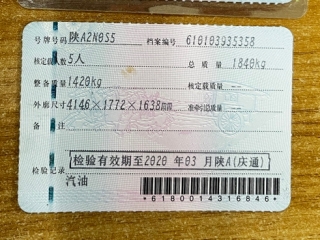 号牌号码 陕A2N0S5 档案编号 610103935358
核定载人数 5人 总质量 1840kg
整备质量 1420kg 核定载质量 --
外廓尺寸 4146×1772×1638mm 准牵引总质量 --
备注
检验有效期至2020 年03 月陕A(庆通)
检验记录
汽油
*6180014316846*